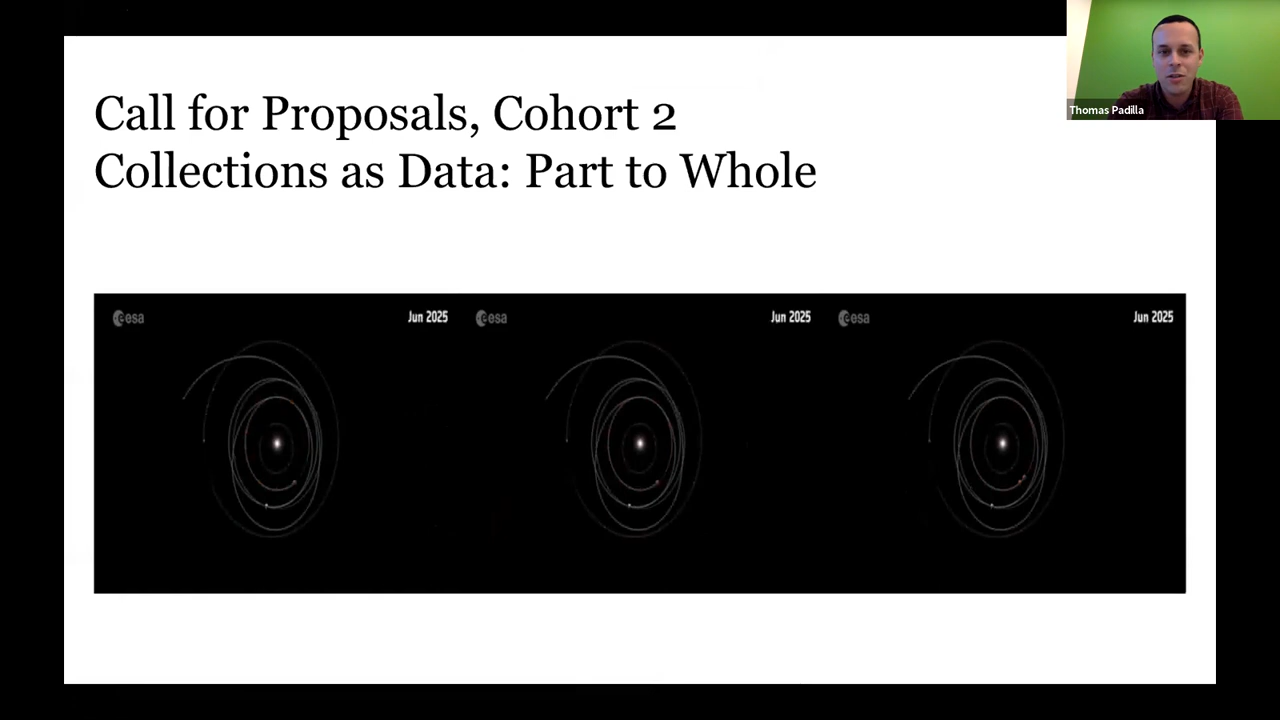 Call for Proposals, Cohort 2
Collections as Data: Part to Whole
Thomas Padilla
esa Jun 2025 esa Jun 2025 esa Jun 2025